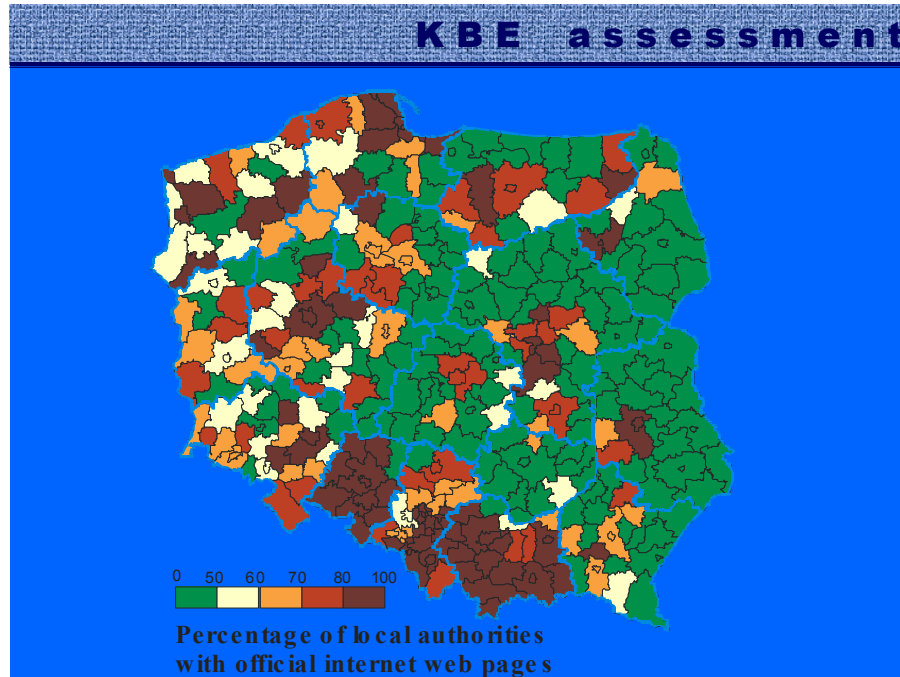 KBE assessment
0 50 60 70 80 100
Percentage of local authorities
with official internet web pages